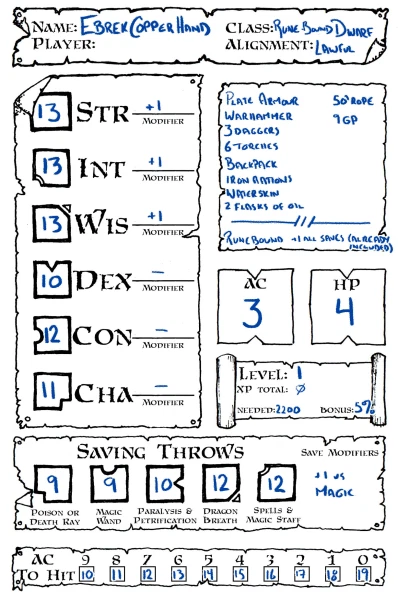 NAME: EBREK COPPERHAND CLASS: RUNE BOUND DWARF
PLAYER: ALIGNMENT: LAWFUL
13 STR +1
MODIFIER
13 INT +1
MODIFIER
13 WIS +1
MODIFIER
10 DEX –
MODIFIER
12 CON –
MODIFIER
11 CHA –
MODIFIER
PLATE ARMOUR 50' ROPE
WARHAMMER 9 GP
3 DAGGERS
6 TORCHES
BACKPACK
IRON RATIONS
WATERSKIN
2 FLASKS OF OIL
RUNEBOUND +1 ALL SAVES (ALREADY INCLUDED)
AC HP
3 4
LEVEL: 1
XP TOTAL: Ø
NEEDED: 2200 BONUS: 5%
SAVING THROWS SAVE MODIFIERS
9 9 10 12 12 +1 VS MAGIC
POISON OR DEATH RAY
MAGIC WAND
PARALYSIS & PETRIFICATION
DRAGON BREATH
SPELLS & MAGIC STAFF
AC 9 8 7 6 5 4 3 2 1 0
TO HIT 10 11 12 13 14 15 16 17 18 19